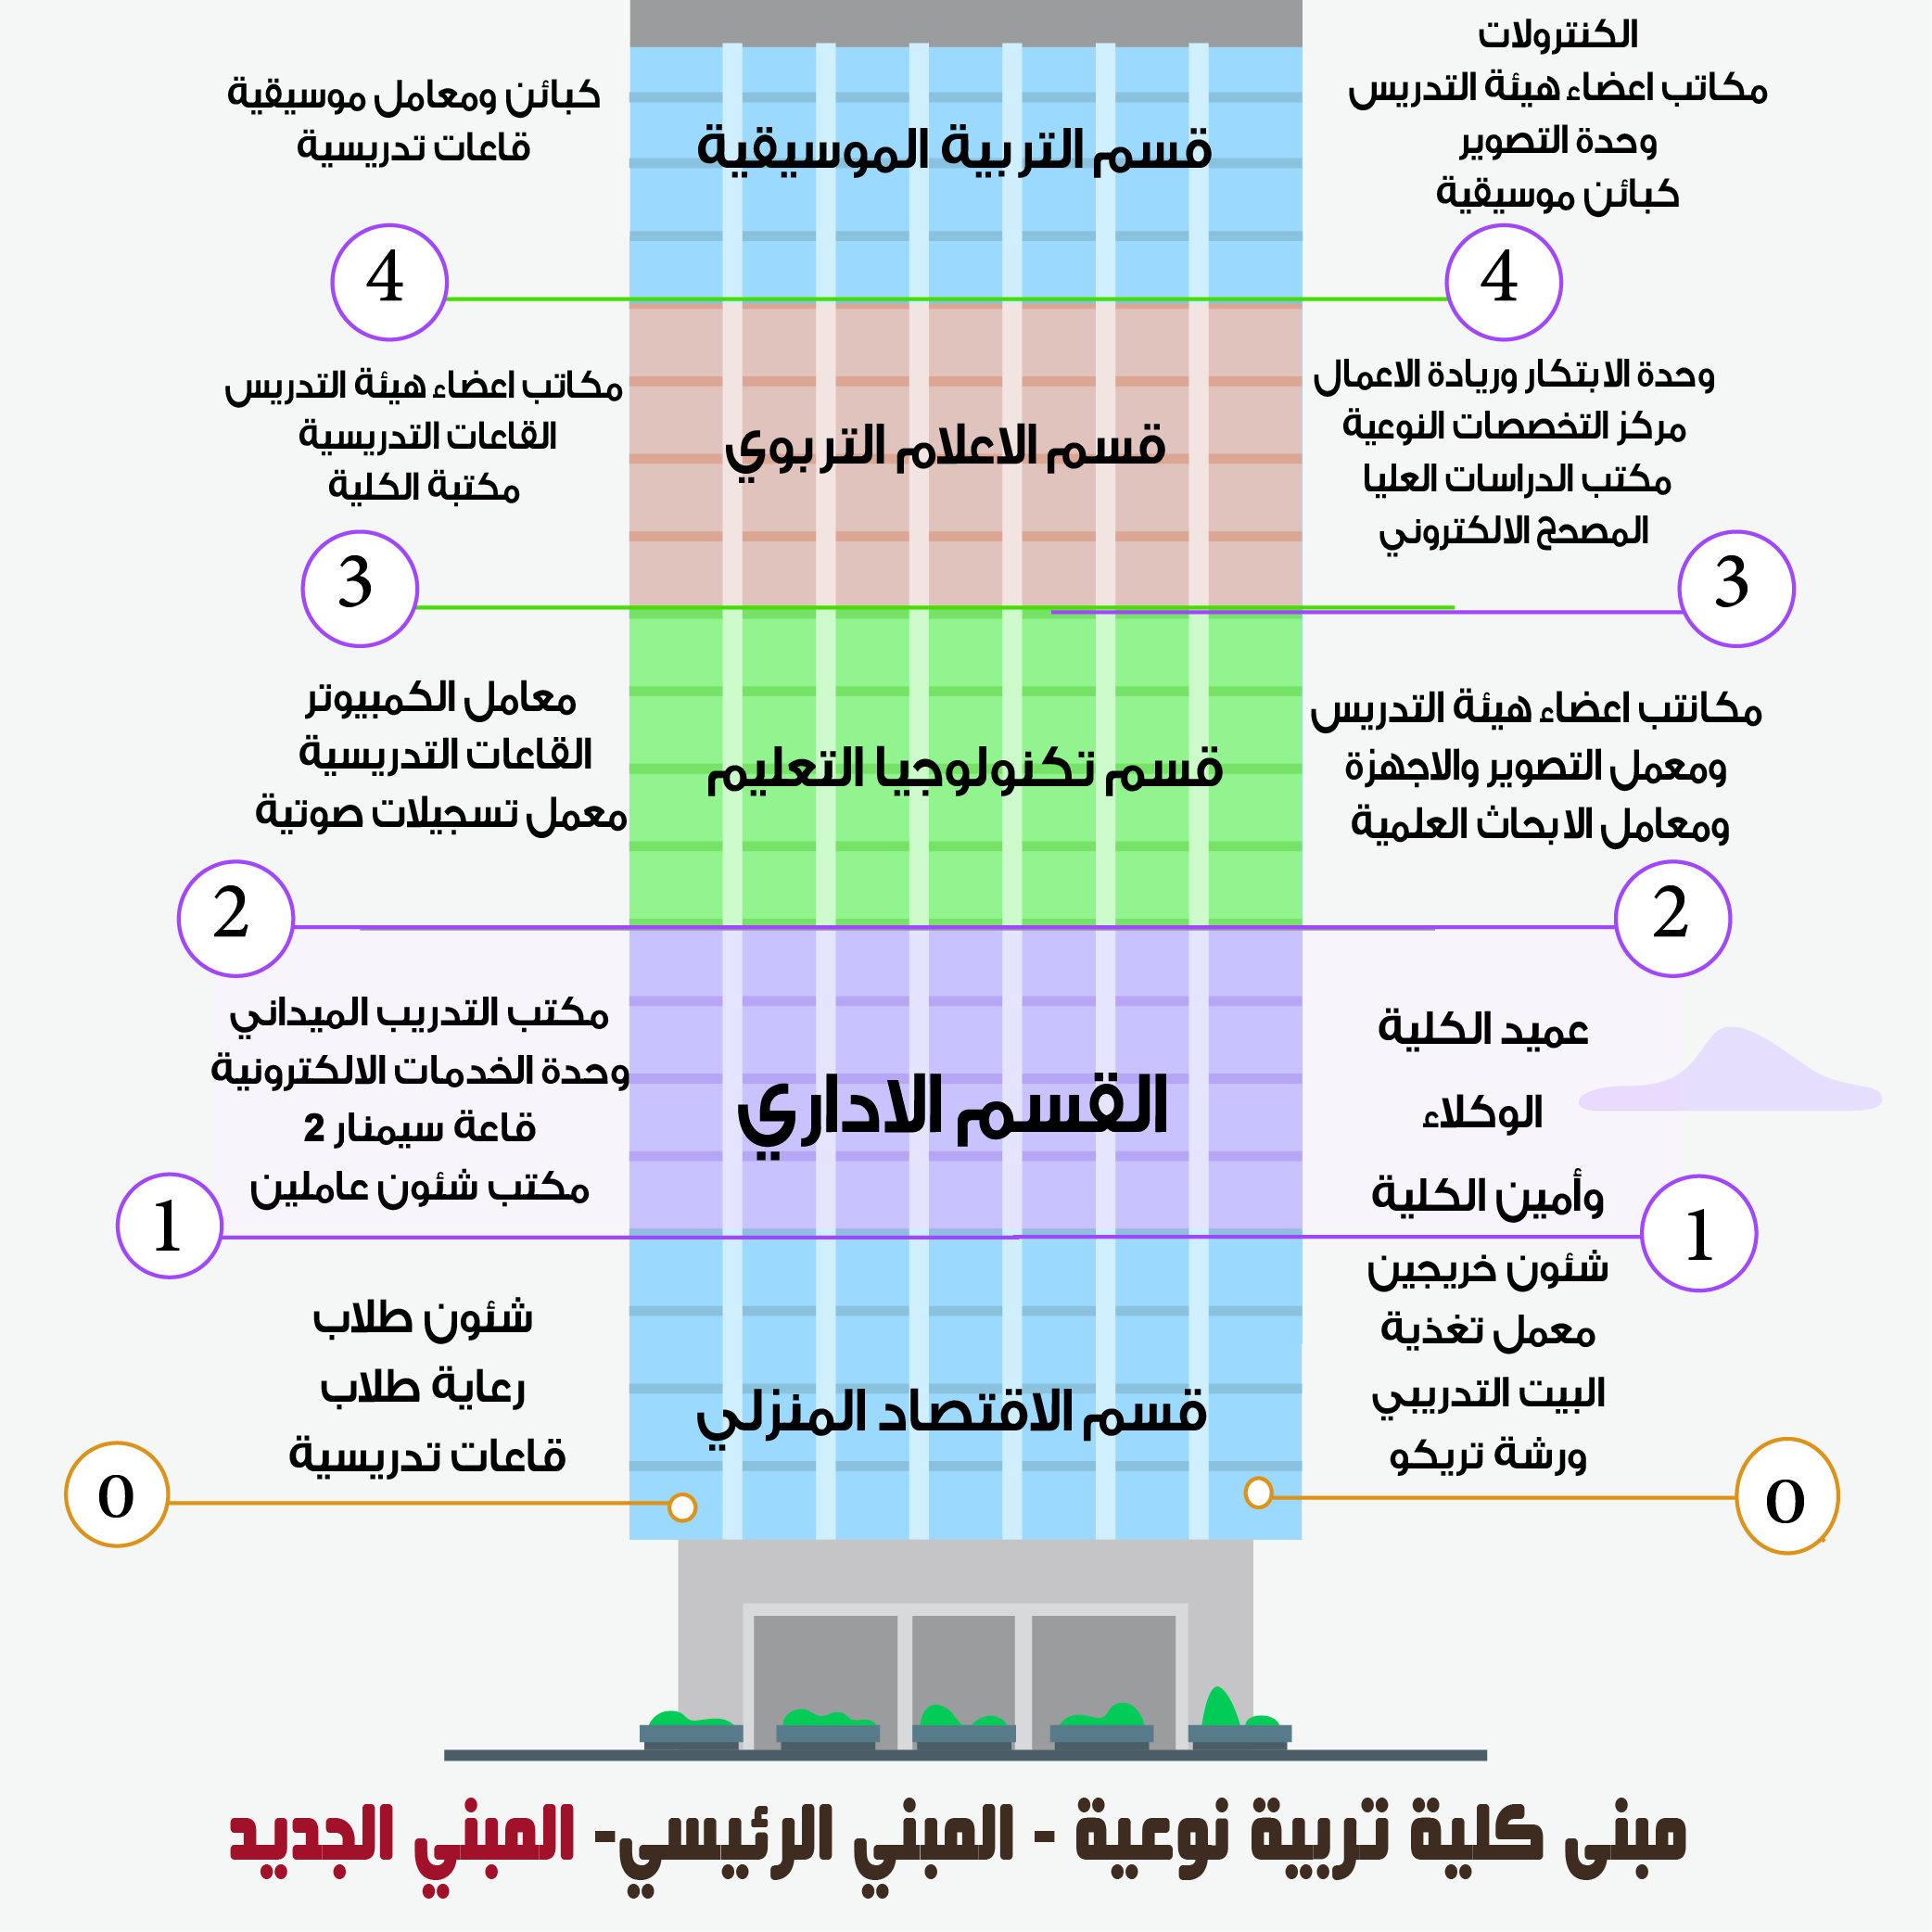 الكنترولات
مكاتب اعضاء هيئة التدريس
وحدة التصوير
كبائن موسيقية
4
قسم التربية الموسيقية
كبائن ومعامل موسيقية
قاعات تدريسية
4
وحدة الابتكار وريادة الاعمال
مركز التخصصات النوعية
مكتب الدراسات العليا
المصحح الالكتروني
3
قسم الاعلام التربوي
مكاتب اعضاء هيئة التدريس
القاعات التدريسية
مكتبة الكلية
3
مكانتب اعضاء هيئة التدريس
ومعمل التصوير والاجهزة
ومعامل الابحاث العلمية
2
قسم تكنولوجيا التعليم
معامل الكمبيوتر
القاعات التدريسية
معمل تسجيلات صوتية
2
عميد الكلية
الوكلاء
وأمين الكلية
1
القسم الاداري
مكتب التدريب الميداني
وحدة الخدمات الالكترونية
قاعة سيمنار 2
مكتب شئون عاملين
1
شئون خريجين
معمل تغذية
البيت التدريبي
ورشة تريكو
0
قسم الاقتصاد المنزلي
شئون طلاب
رعاية طلاب
قاعات تدريسية
0
مبنى كلية تربية نوعية - المبني الرئيسي- المبني الجديد